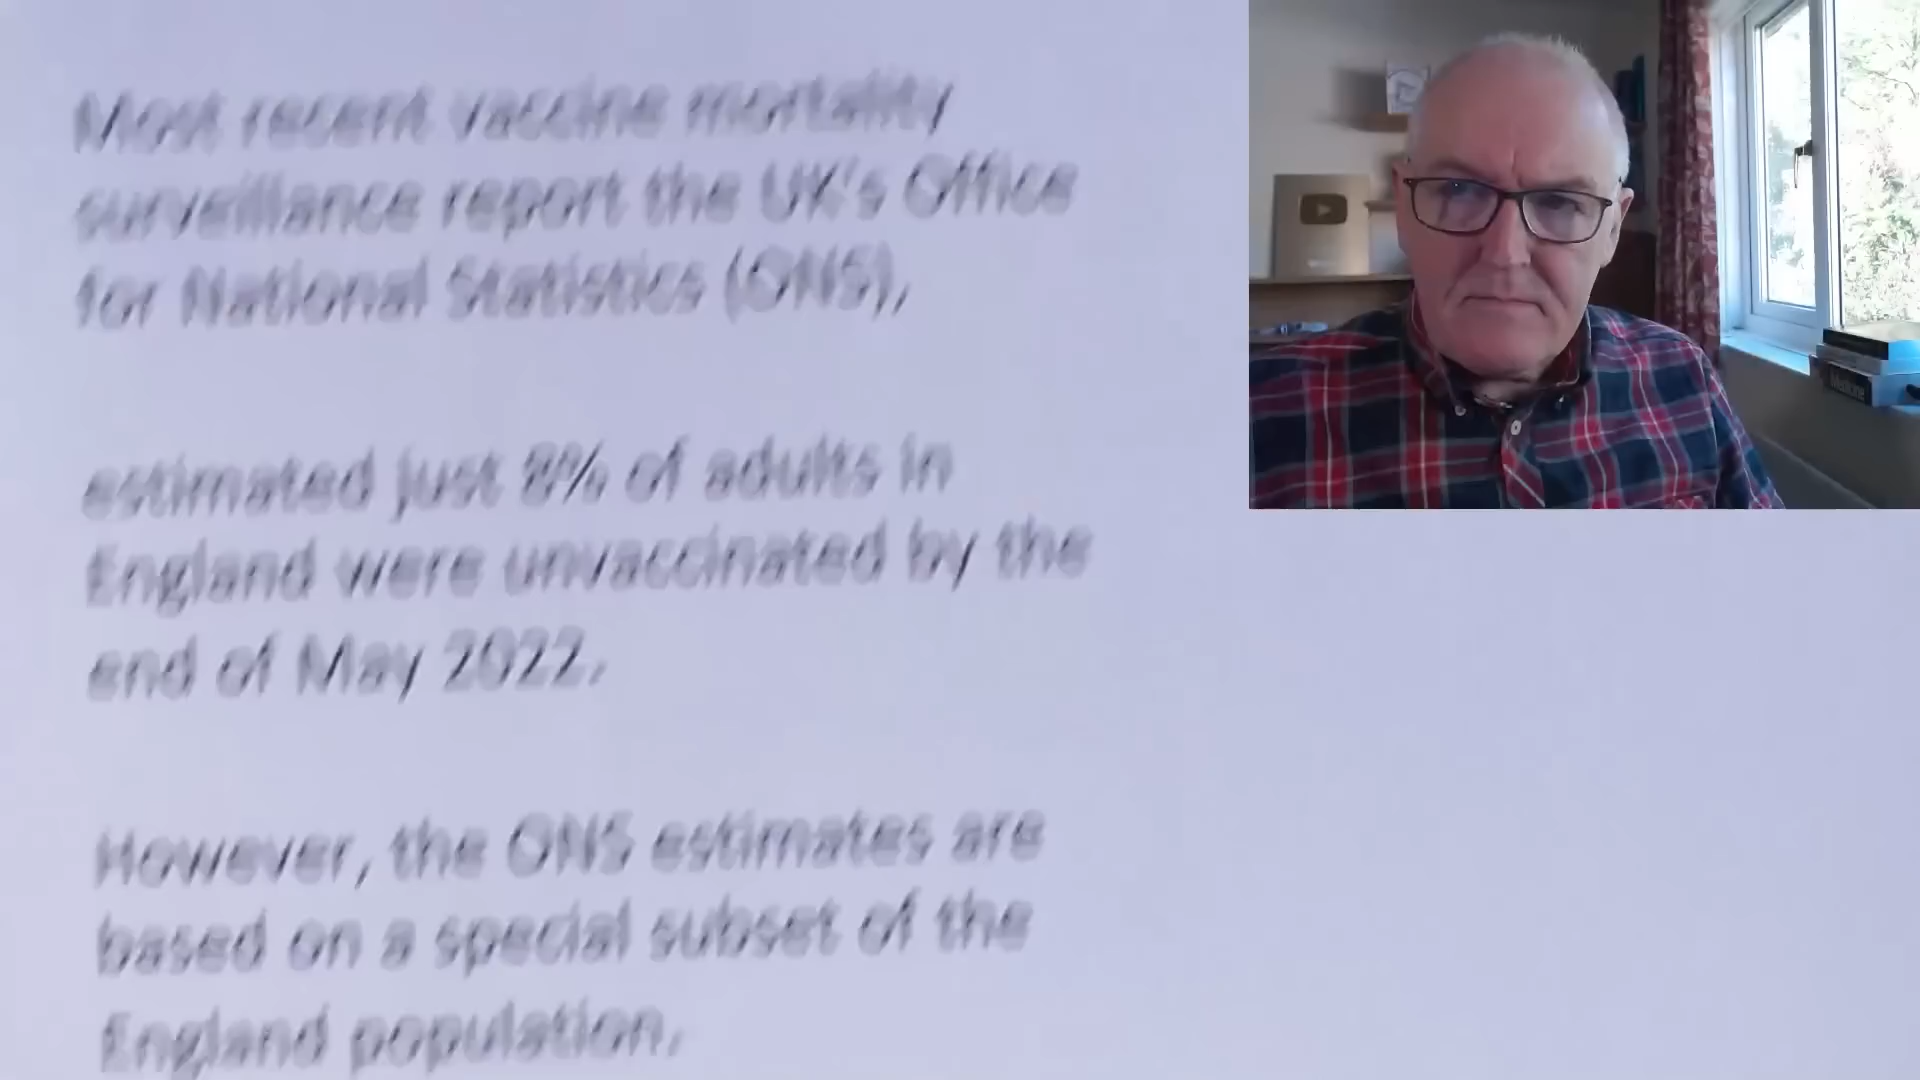 Most recent vaccine mortality
surveillance report the UK's Office
for National Statistics (ONS),
estimated just 8% of adults in
England were unvaccinated by the
end of May 2022.
However, the ONS estimates are
based on a special subset of the
England population,
Medicine